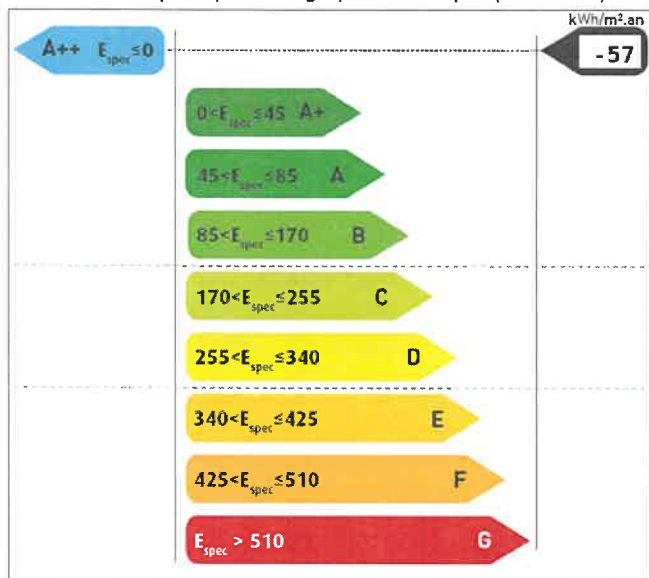 kWh/m².an
A++ E_spec ≤0 -57
0<E_spec≤45 A+
45<E_spec≤85 A
85<E_spec≤170 B
170<E_spec≤255 C
255<E_spec≤340 D
340<E_spec≤425 E
425<E_spec≤510 F
E_spec > 510 G